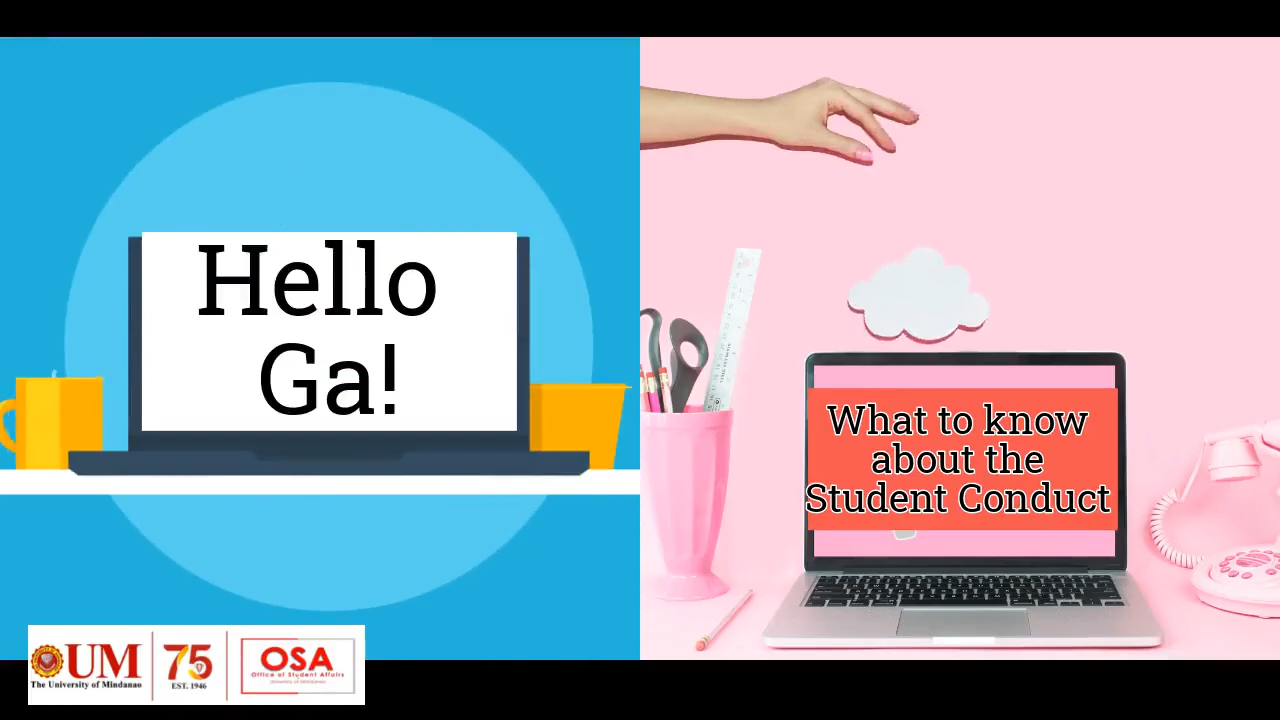 Hello
Ga!
What to know
about the
Student Conduct
UM
The University of Mindanao
75
EST. 1946
OSA
Office of Student Affairs